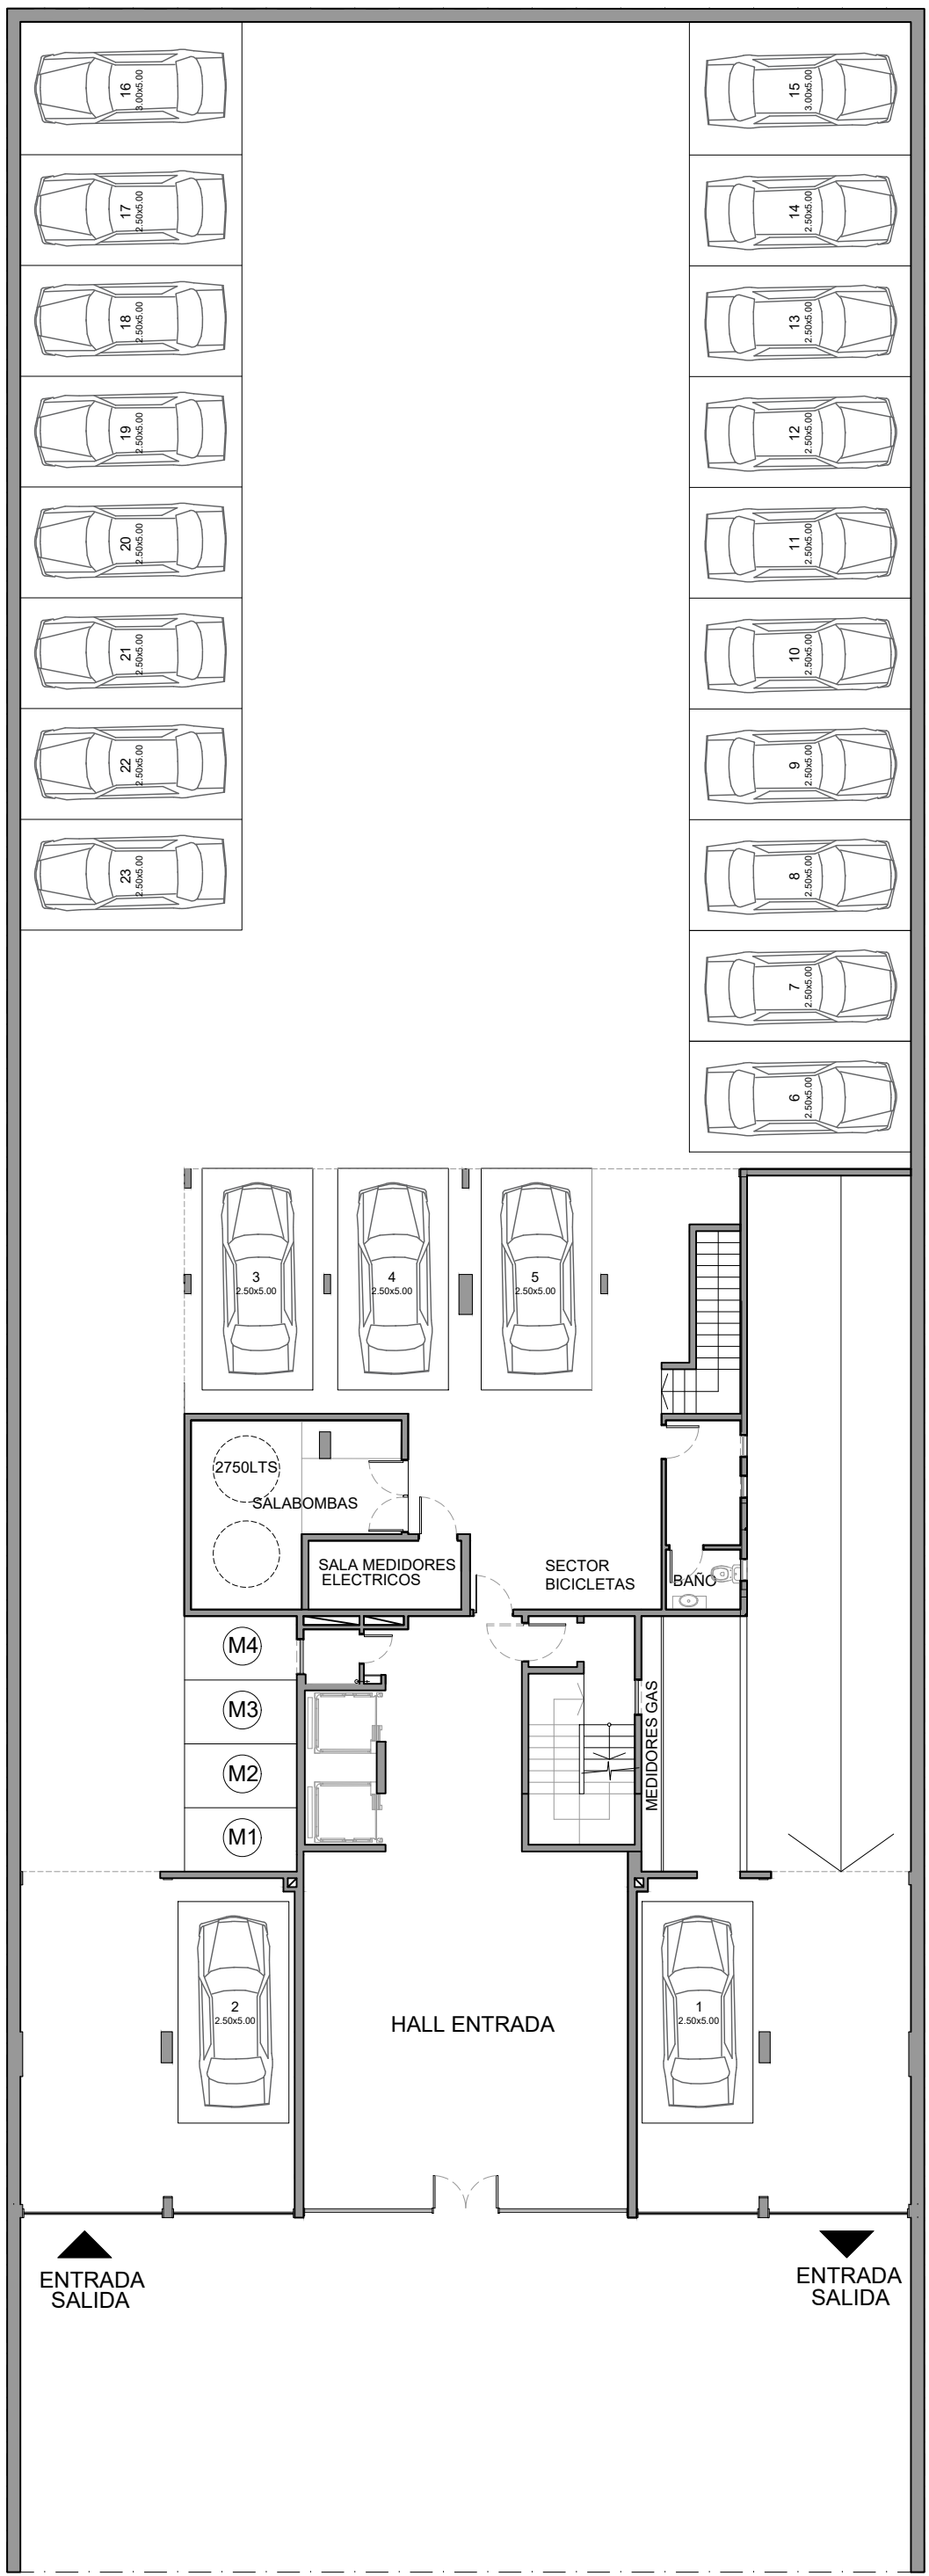 16
3.00x5.00
15
3.00x5.00
17
2.50x5.00
14
2.50x5.00
18
2.50x5.00
13
2.50x5.00
19
2.50x5.00
12
2.50x5.00
20
2.50x5.00
11
2.50x5.00
21
2.50x5.00
10
2.50x5.00
22
2.50x5.00
9
2.50x5.00
23
2.50x5.00
8
2.50x5.00
7
2.50x5.00
6
2.50x5.00
3
2.50x5.00
4
2.50x5.00
5
2.50x5.00
2750LTS
SALABOMBAS
SALA MEDIDORES
ELECTRICOS
SECTOR
BICICLETAS
BAÑO
M4
M3
M2
M1
MEDIDORES GAS
2
2.50x5.00
HALL ENTRADA
1
2.50x5.00
ENTRADA
SALIDA
ENTRADA
SALIDA